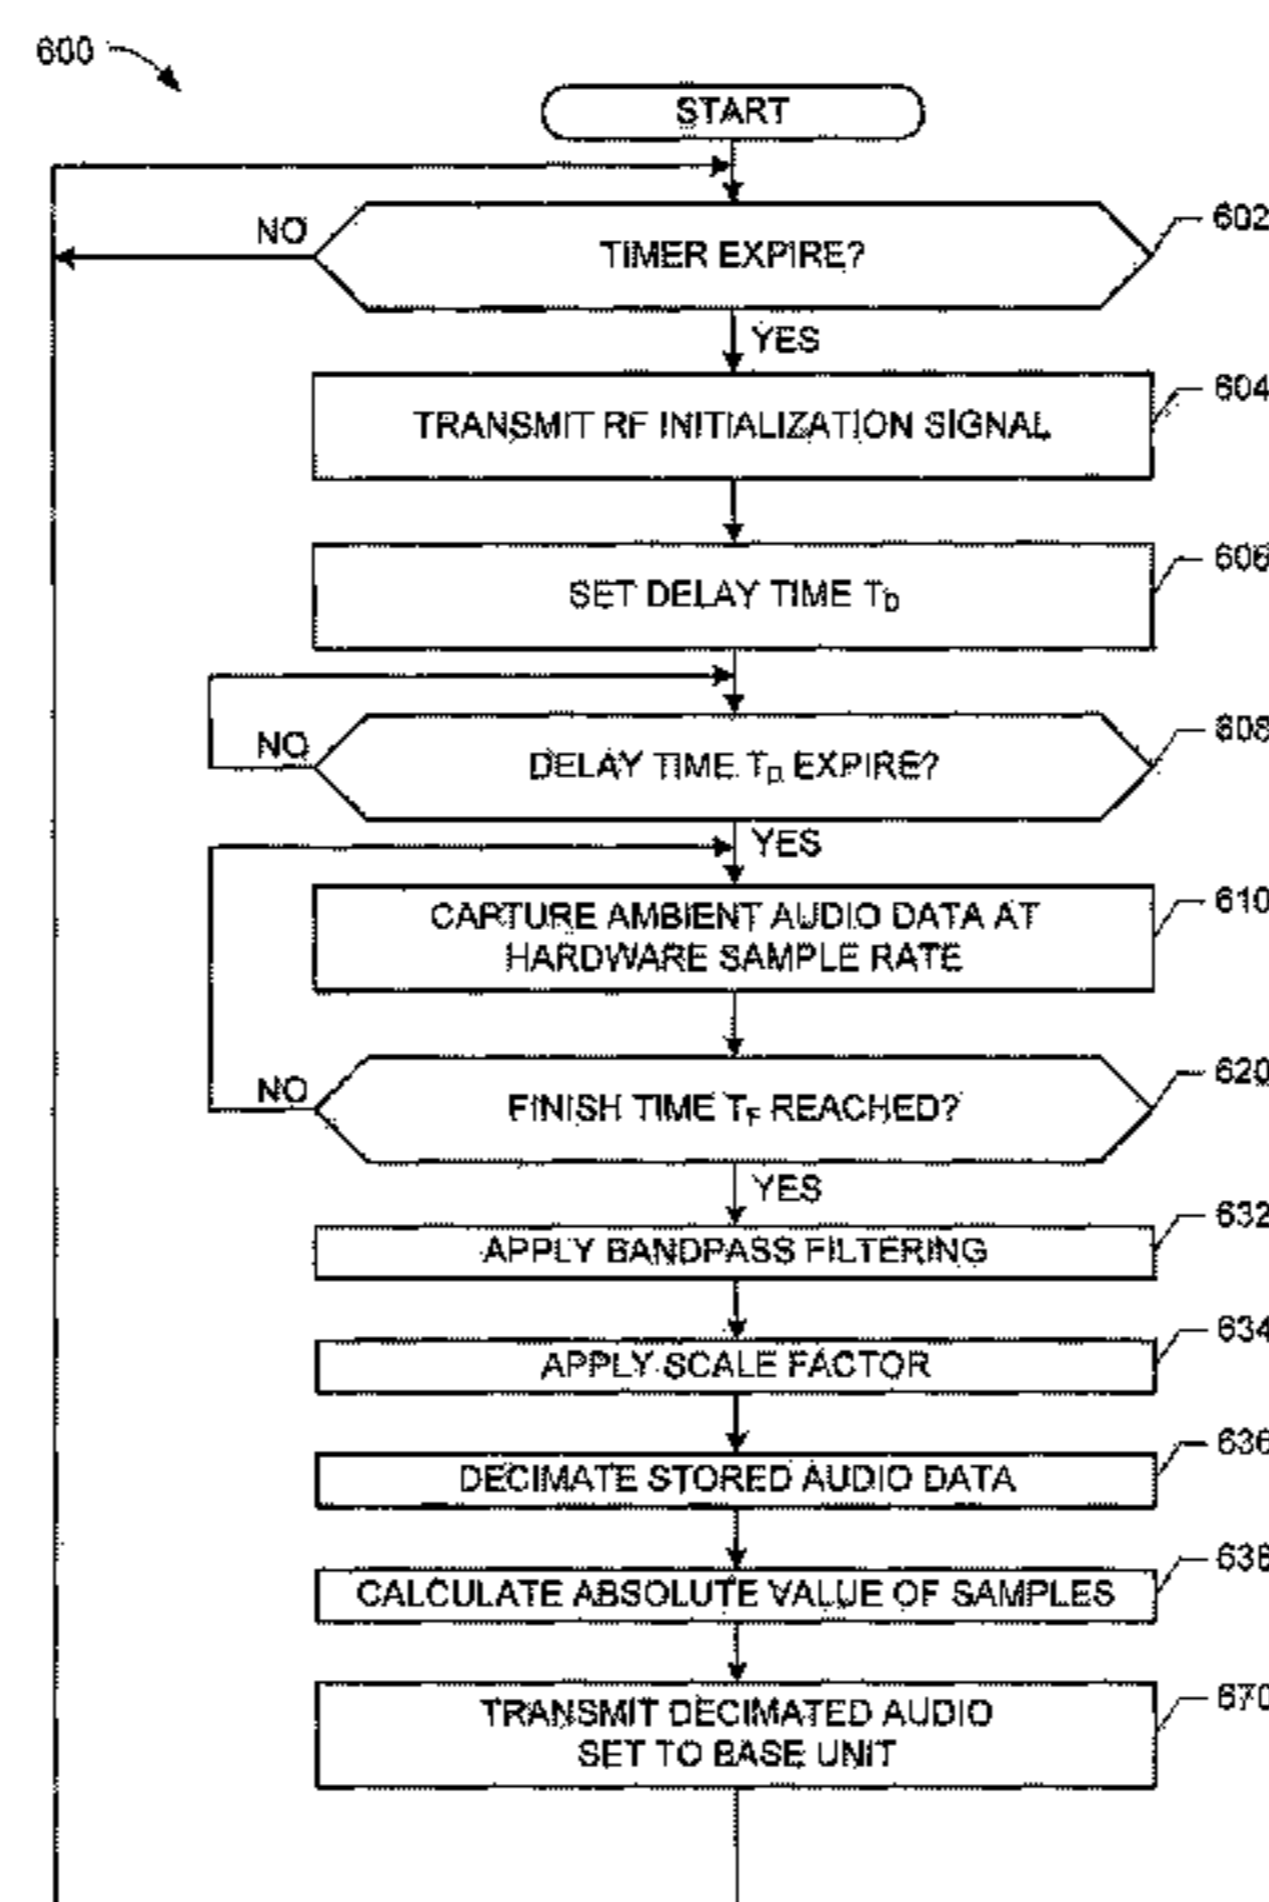 600
START
NO
602
TIMER EXPIRE?
YES
604
TRANSMIT RF INITIALIZATION SIGNAL
606
SET DELAY TIME TD
NO
608
DELAY TIME TD EXPIRE?
YES
610
CAPTURE AMBIENT AUDIO DATA AT
HARDWARE SAMPLE RATE
NO
620
FINISH TIME TF REACHED?
YES
632
APPLY BANDPASS FILTERING
634
APPLY SCALE FACTOR
636
DECIMATE STORED AUDIO DATA
638
CALCULATE ABSOLUTE VALUE OF SAMPLES
670
TRANSMIT DECIMATED AUDIO
SET TO BASE UNIT